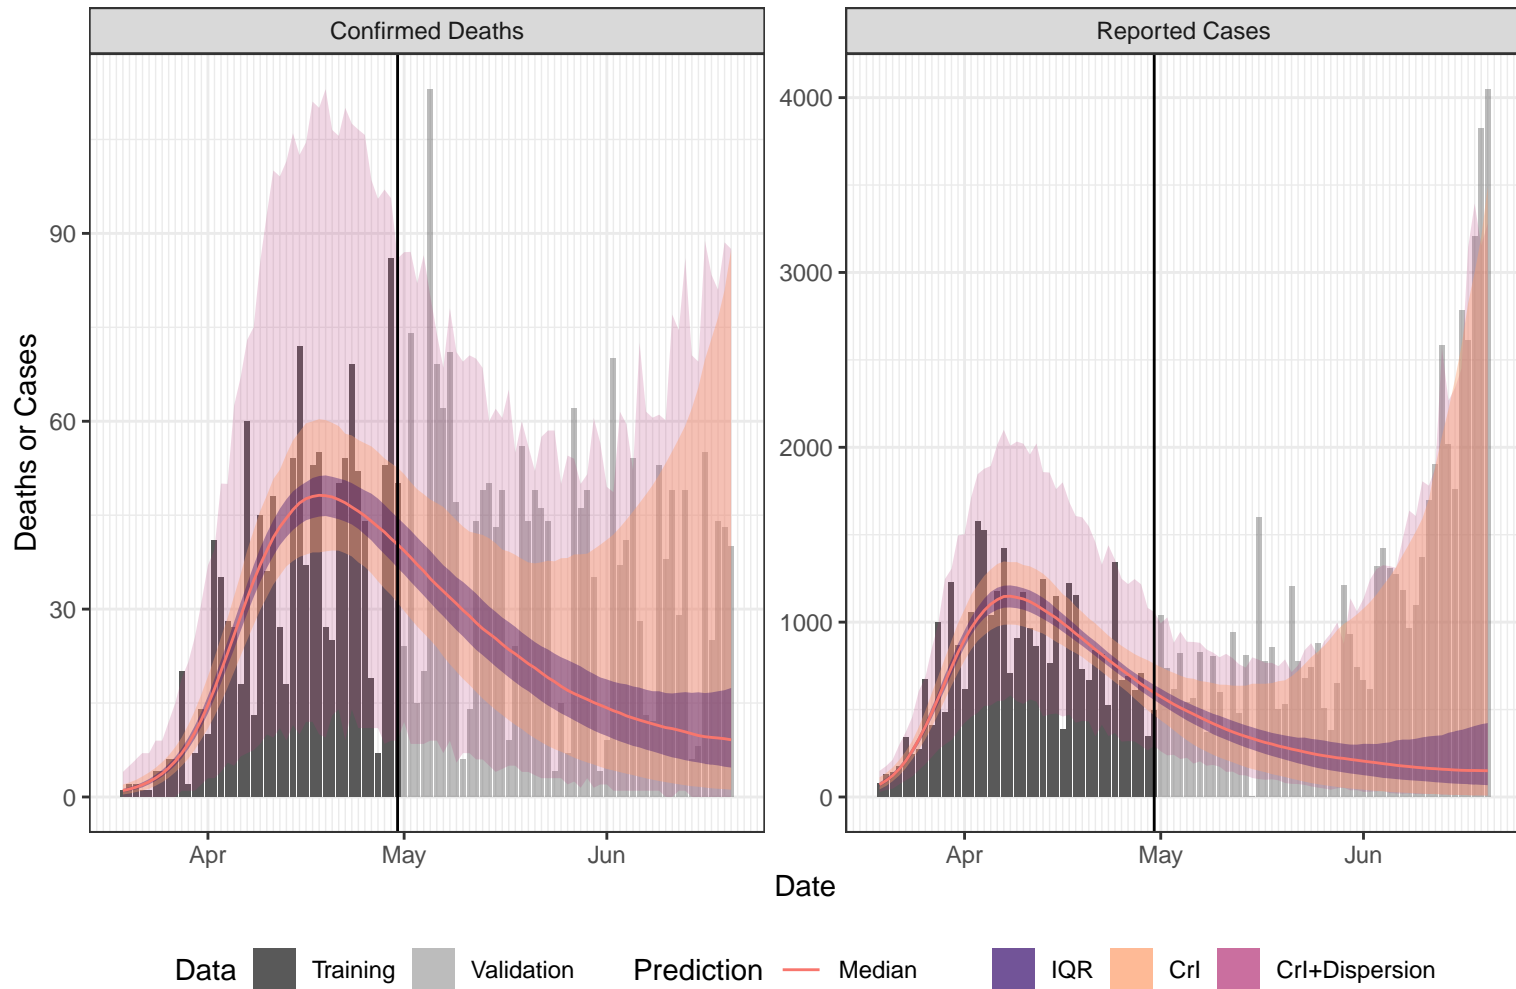 Confirmed Deaths
Reported Cases
Deaths or Cases
90
60
30
0
4000
3000
2000
1000
0
Apr
May
Jun
Apr
May
Jun
Date
Data Training Validation Prediction Median IQR CrI CrI+Dispersion